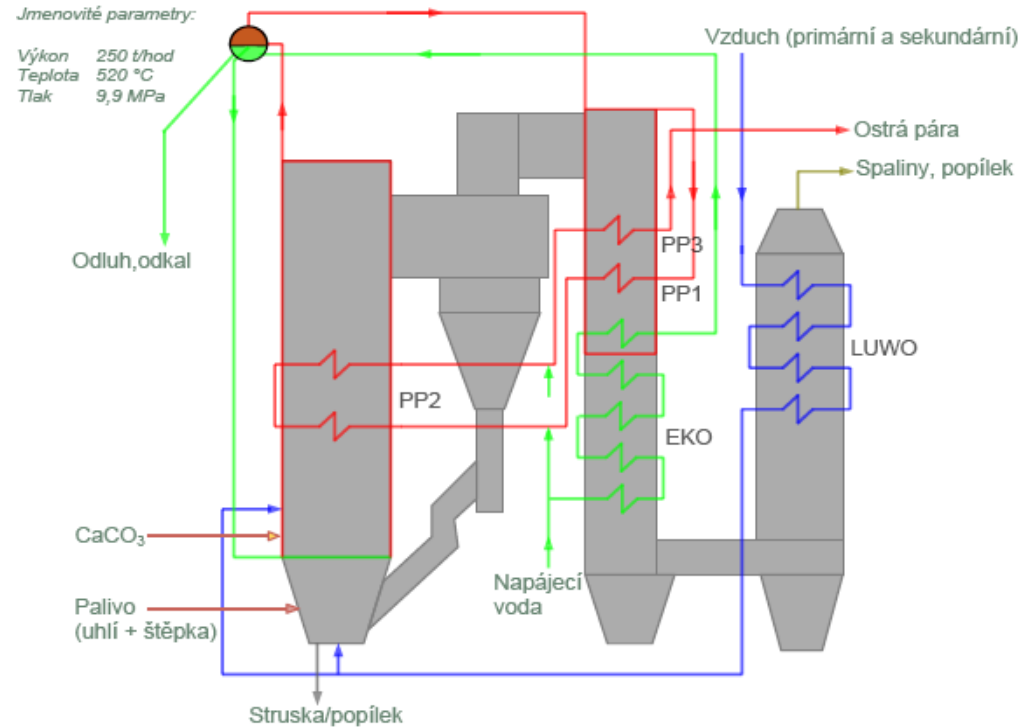 Jmenovité parametry:
Výkon 250 t/hod
Teplota 520 °C
Tlak 9,9 MPa
Vzduch (primární a sekundární)
Ostrá pára
Spaliny, popílek
Odluh,odkal
PP3
PP1
LUWO
PP2
EKO
CaCO₃
Napájecí
voda
Palivo
(uhlí + štěpka)
Struska/popílek